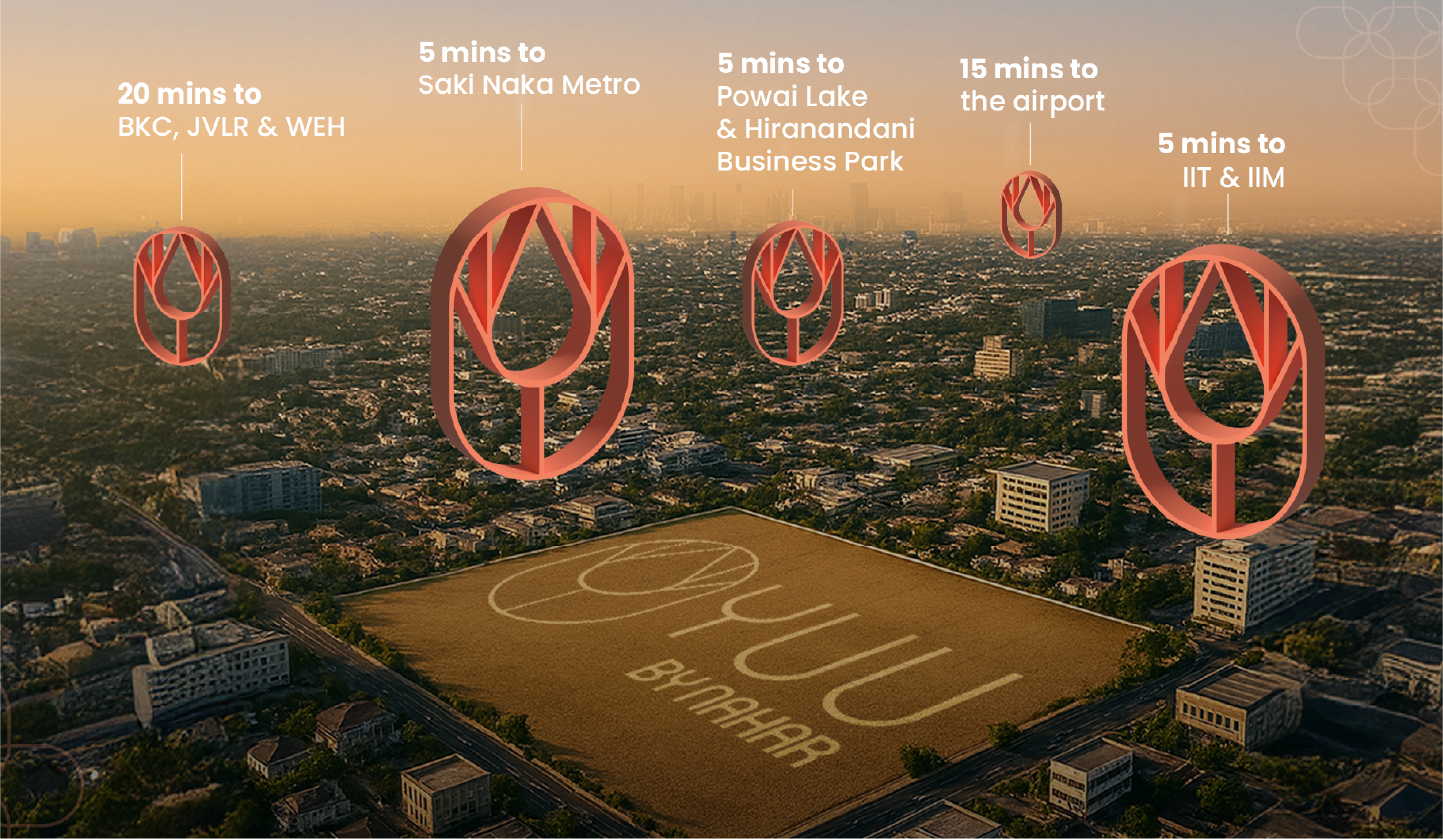 20 mins to
BKC, JVLR & WEH
5 mins to
Saki Naka Metro
5 mins to
Powai Lake
& Hiranandani
Business Park
15 mins to
the airport
5 mins to
IIT & IIM
YUU
BY NAHAR